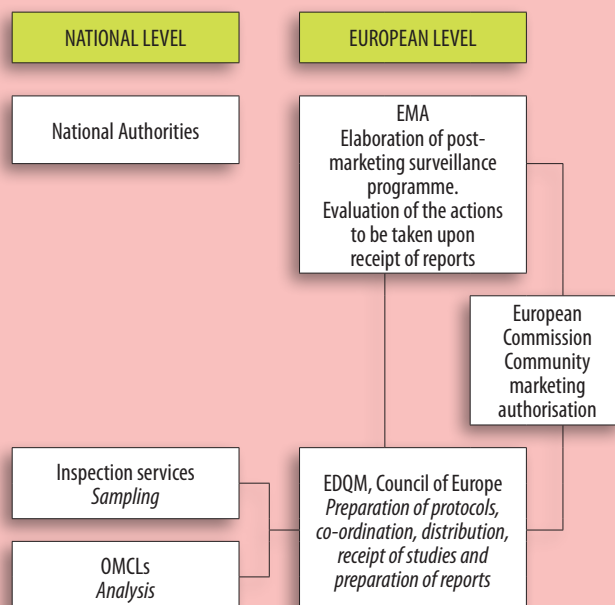 NATIONAL LEVEL
EUROPEAN LEVEL
National Authorities
EMA
Elaboration of post-
marketing surveillance
programme.
Evaluation of the actions
to be taken upon
receipt of reports
European
Commission
Community
marketing
authorisation
Inspection services
Sampling
OMCLs
Analysis
EDQM, Council of Europe
Preparation of protocols,
co-ordination, distribution,
receipt of studies and
preparation of reports